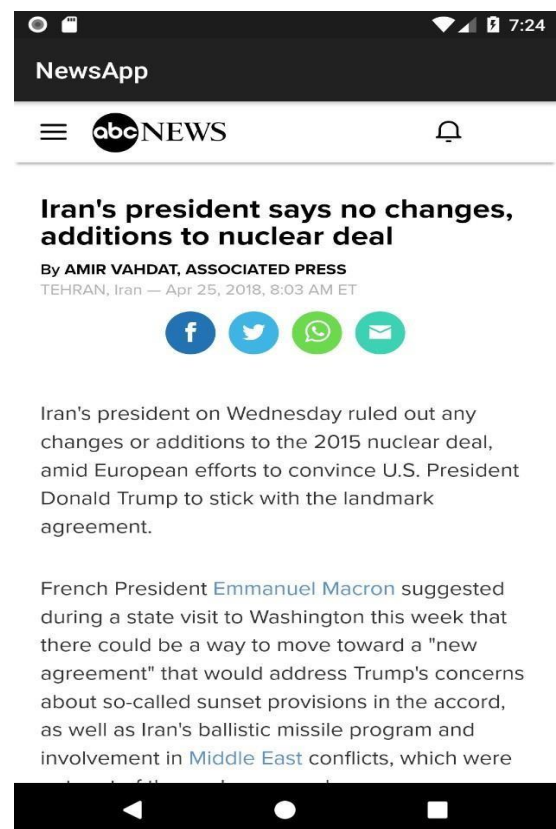 7:24
NewsApp
abc NEWS
Iran's president says no changes,
additions to nuclear deal
By AMIR VAHDAT, ASSOCIATED PRESS
TEHRAN, Iran — Apr 25, 2018, 8:03 AM ET
Iran's president on Wednesday ruled out any
changes or additions to the 2015 nuclear deal,
amid European efforts to convince U.S. President
Donald Trump to stick with the landmark
agreement.
French President Emmanuel Macron suggested
during a state visit to Washington this week that
there could be a way to move toward a "new
agreement" that would address Trump's concerns
about so-called sunset provisions in the accord,
as well as Iran's ballistic missile program and
involvement in Middle East conflicts, which were